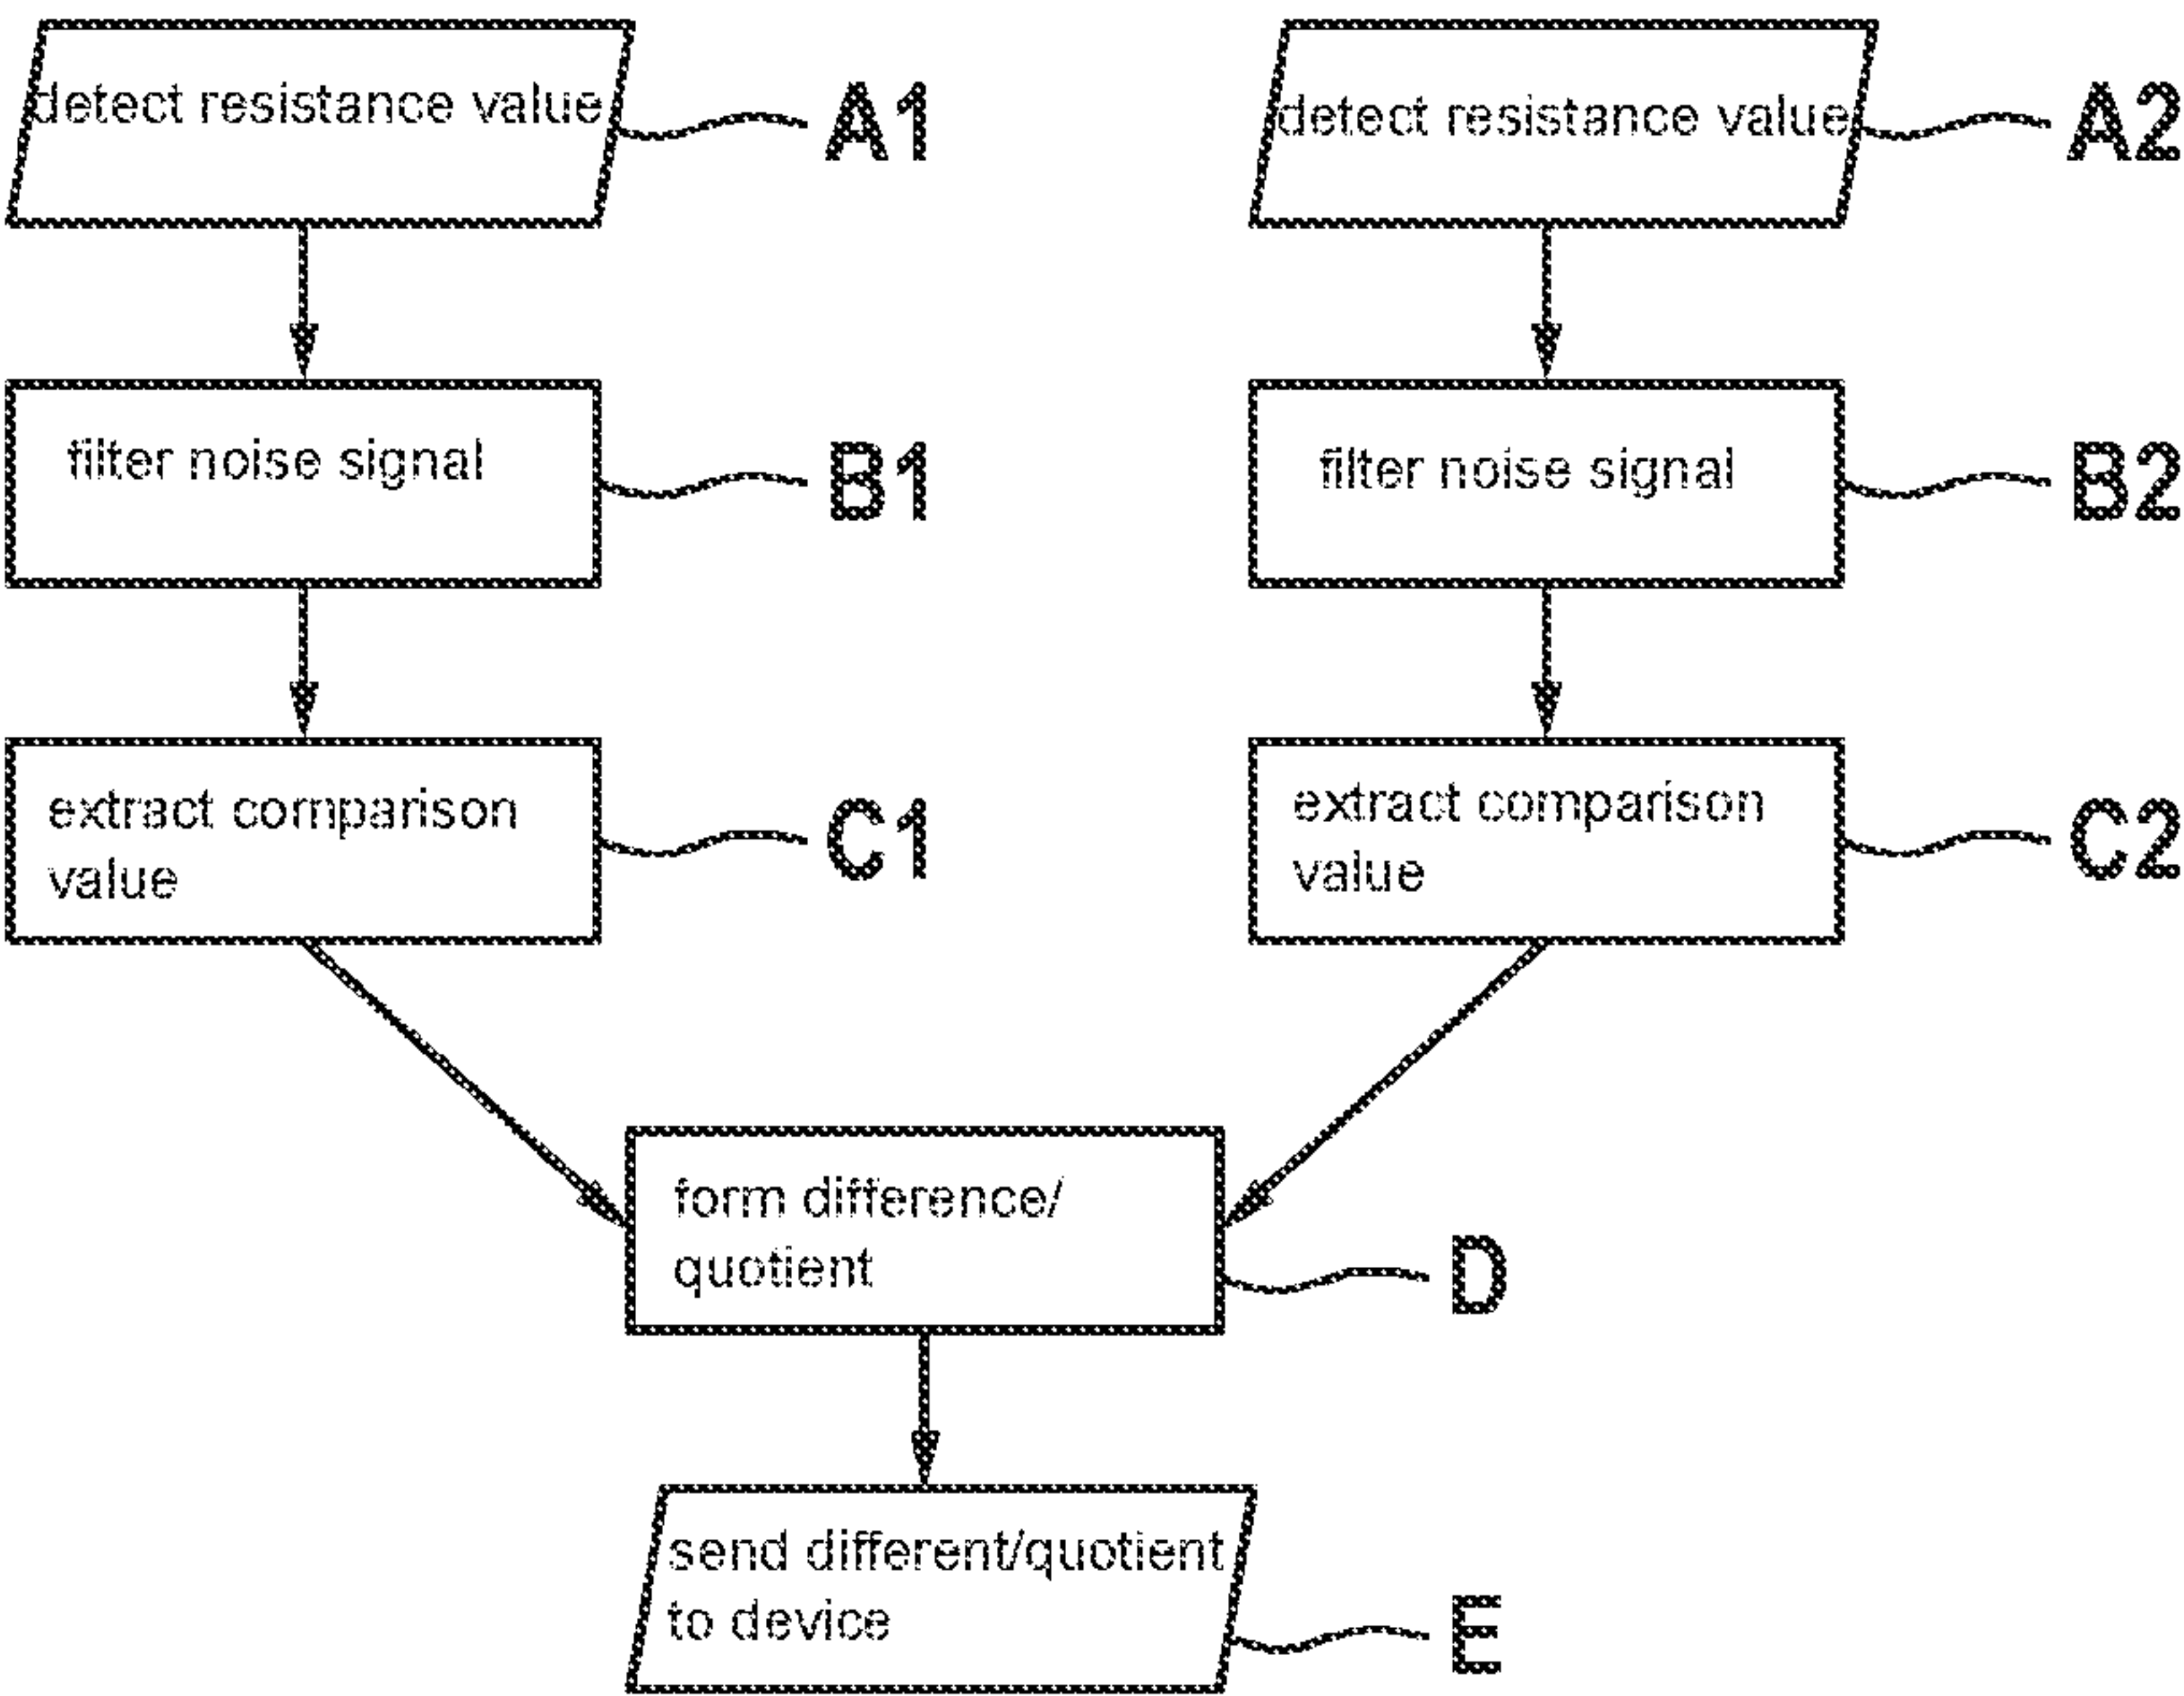 detect resistance value
A1
detect resistance value
A2
filter noise signal
B1
filter noise signal
B2
extract comparison
value
C1
extract comparison
value
C2
form difference/
quotient
D
send different/quotient
to device
E